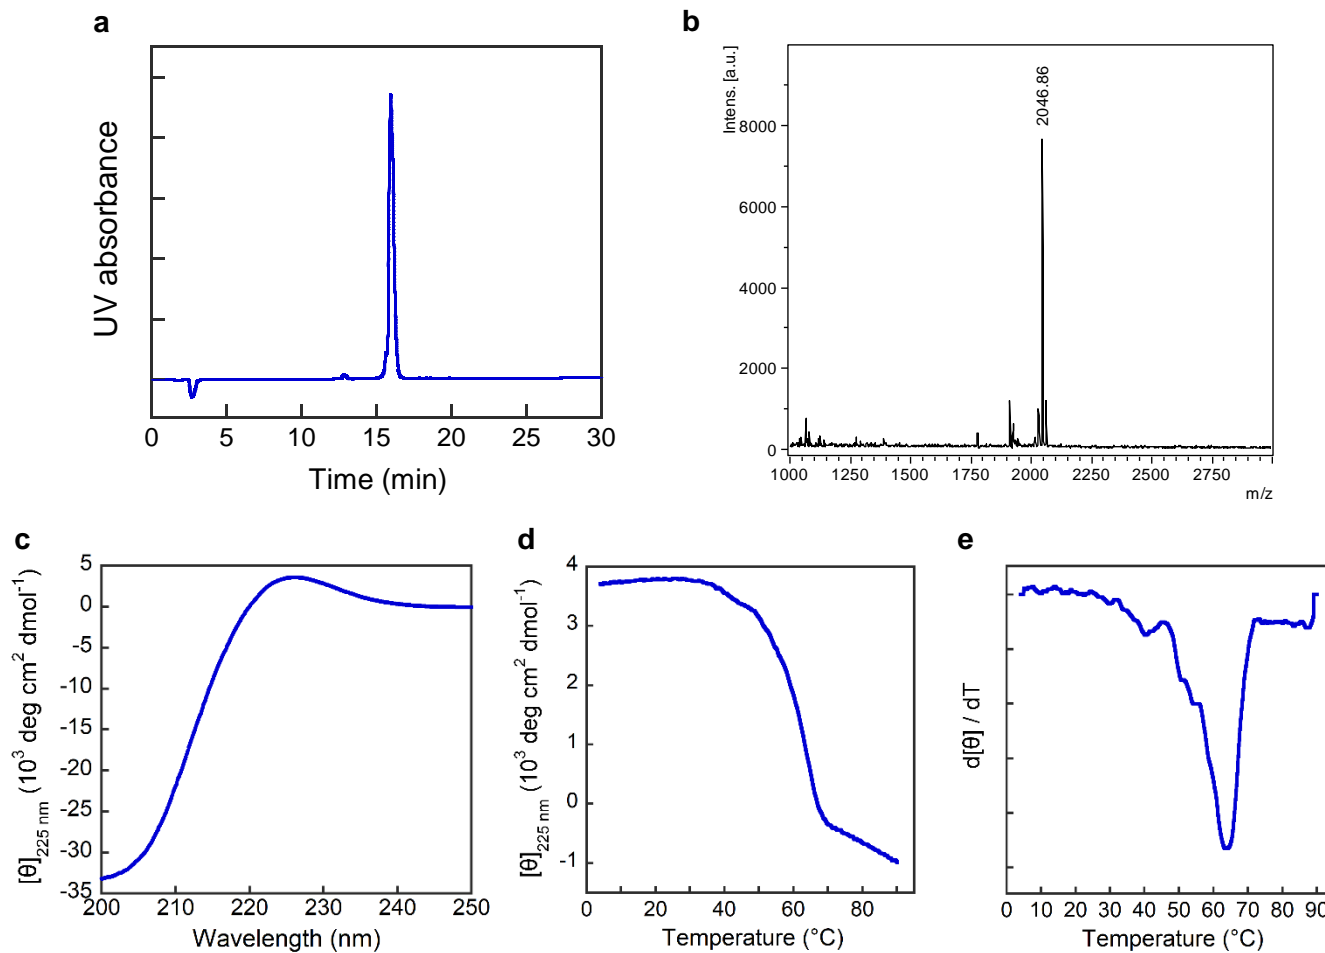 a
UV absorbance
0 5 10 15 20 25 30
Time (min)
b
Intens. [a.u.]
2046.86
8000
6000
4000
2000
0
1000 1250 1500 1750 2000 2250 2500 2750
m/z
c
[θ]225 nm (10³ deg cm² dmol⁻¹)
5
0
-5
-10
-15
-20
-25
-30
-35
200 210 220 230 240 250
Wavelength (nm)
d
[θ]225 nm (10³ deg cm² dmol⁻¹)
4
3
2
1
0
-1
0 20 40 60 80
Temperature (°C)
e
d[θ] / dT
0 10 20 30 40 50 60 70 80 90
Temperature (°C)